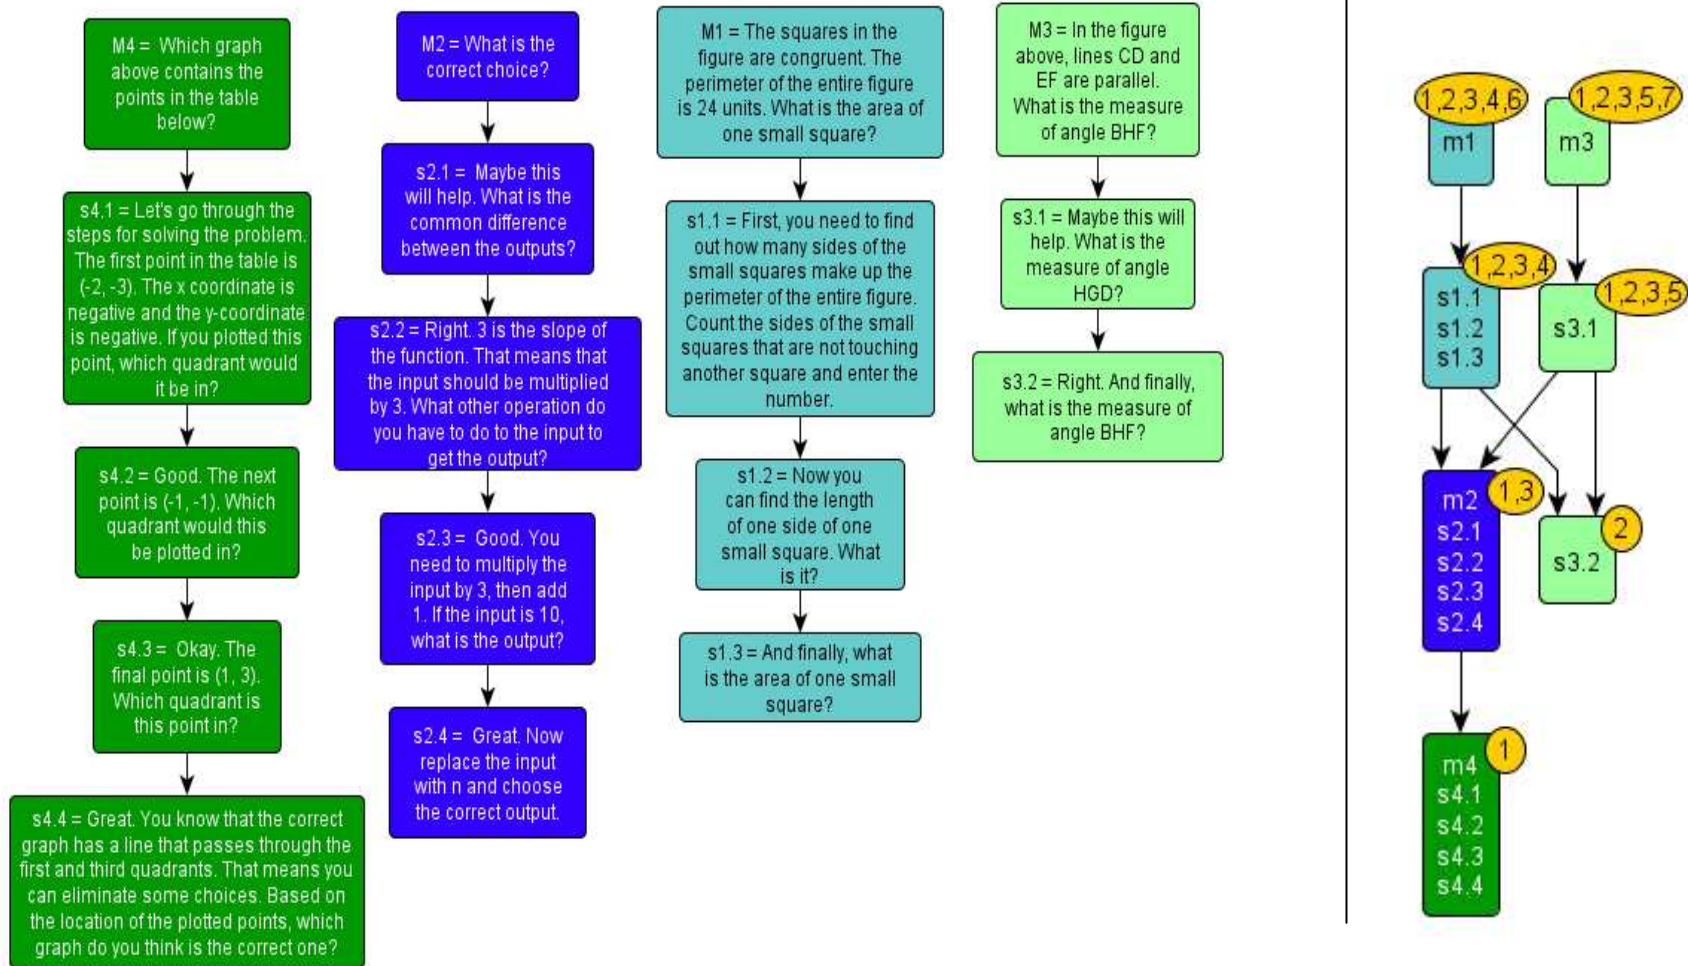 M4 =  Which graph
above contains the
points in the table
below?
s4.1 = Let's go through the
steps for solving the problem.
The first point in the table is
(-2, -3). The x coordinate is
negative and the y-coordinate
is negative. If you plotted this
point, which quadrant would
it be in?
s4.2 = Good. The next
point is (-1, -1). Which
quadrant would this
be plotted in?
s4.3 =  Okay. The
final point is (1, 3).
Which quadrant is
this point in?
s4.4 = Great. You know that the correct
graph has a line that passes through the
first and third quadrants. That means you
can eliminate some choices. Based on
the location of the plotted points, which
graph do you think is the correct one?
M2 = What is the
correct choice?
s2.1 =  Maybe this
will help. What is the
common difference
between the outputs?
s2.2 = Right. 3 is the slope of
the function. That means that
the input should be multiplied
by 3. What other operation do
you have to do to the input to
get the output?
s2.3 =  Good. You
need to multiply the
input by 3, then add
1. If the input is 10,
what is the output?
s2.4 =  Great. Now
replace the input
with n and choose
the correct output.
M1 = The squares in the
figure are congruent. The
perimeter of the entire figure
is 24 units. What is the area of
one small square?
s1.1 = First, you need to find
out how many sides of the
small squares make up the
perimeter of the entire figure.
Count the sides of the small
squares that are not touching
another square and enter the
number.
s1.2 = Now you
can find the length
of one side of one
small square. What
is it?
s1.3 = And finally, what
is the area of one small
square?
M3 = In the figure
above, lines CD and
EF are parallel.
What is the measure
of angle BHF?
s3.1 = Maybe this will
help. What is the
measure of angle
HGD?
s3.2 = Right. And finally,
what is the measure of
angle BHF?
1,2,3,4,6
m1
1,2,3,5,7
m3
1,2,3,4
s1.1
s1.2
s1.3
1,2,3,5
s3.1
1,3
m2
s2.1
s2.2
s2.3
s2.4
2
s3.2
1
m4
s4.1
s4.2
s4.3
s4.4